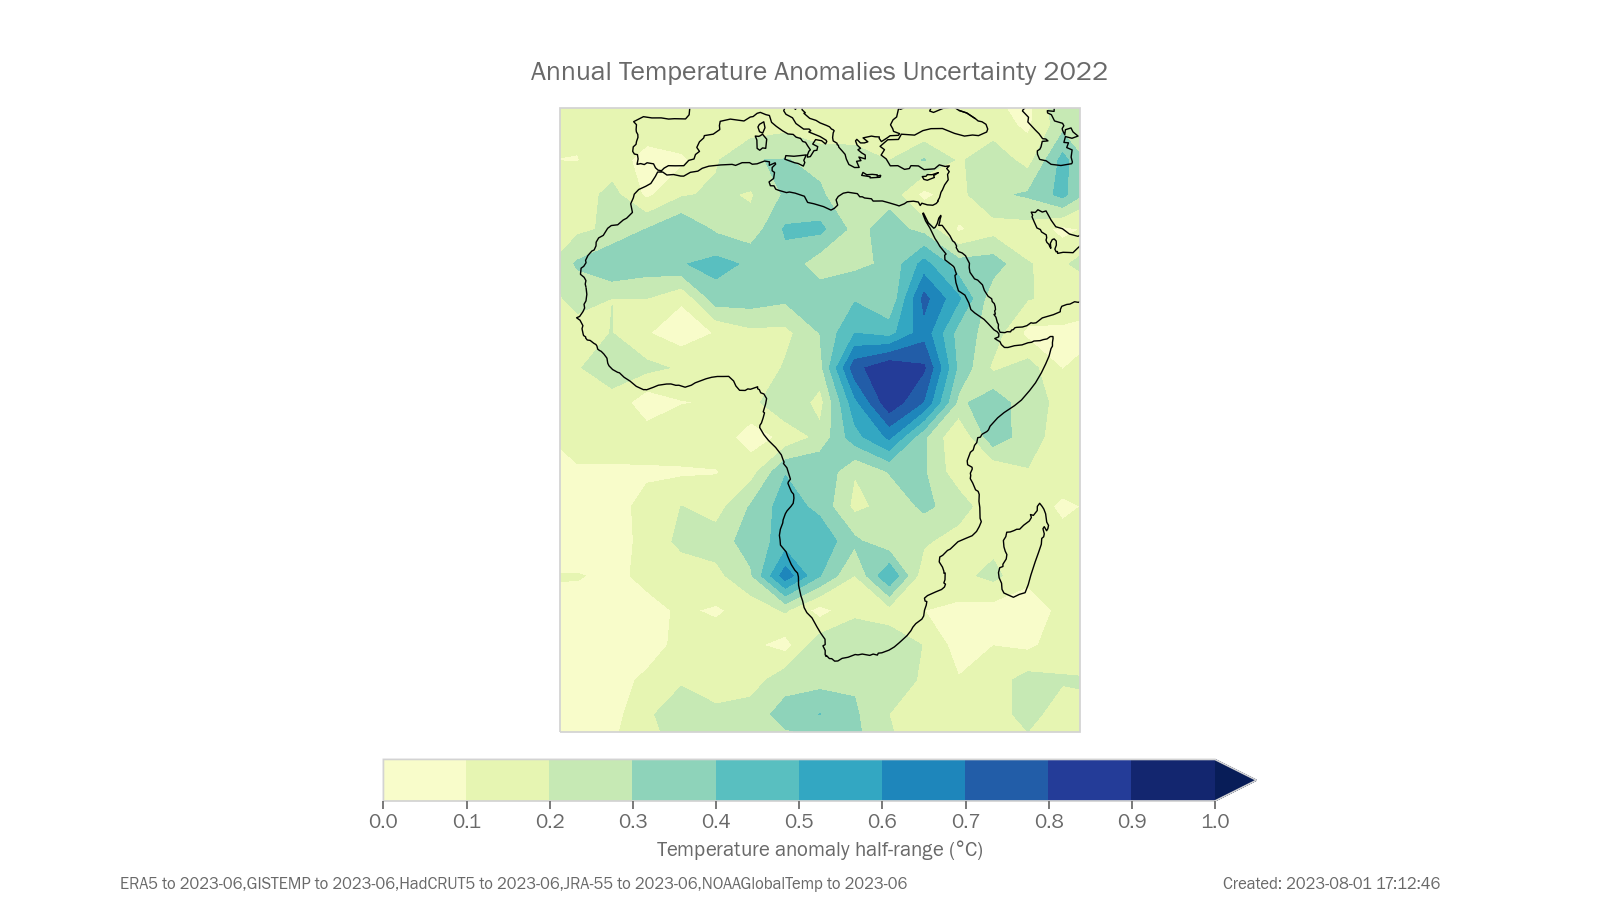 Annual Temperature Anomalies Uncertainty 2022
0.0 0.1 0.2 0.3 0.4 0.5 0.6 0.7 0.8 0.9 1.0
Temperature anomaly half-range (°C)
ERA5 to 2023-06,GISTEMP to 2023-06,HadCRUT5 to 2023-06,JRA-55 to 2023-06,NOAAGlobalTemp to 2023-06
Created: 2023-08-01 17:12:46